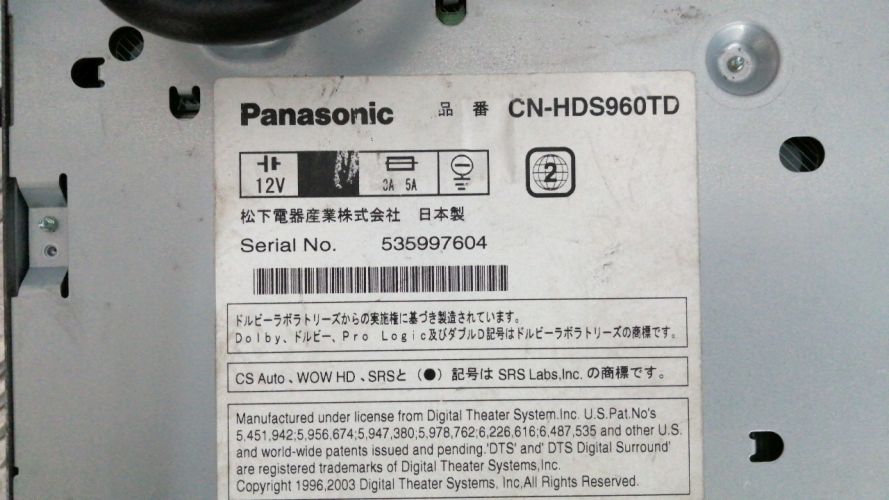 Panasonic 品番 CN-HDS960TD
12V 3A 5A 2
松下電器産業株式会社 日本製
Serial No. 535997604
ドルビーラボラトリーズからの実施権に基づき製造されています。
Dolby、ドルビー、Pro Logic及びダブルD記号はドルビーラボラトリーズの商標です。
CS Auto、WOW HD、SRSと (●) 記号は SRS Labs,Inc. の商標です。
Manufactured under license from Digital Theater System.Inc. U.S.Pat.No's
5,451,942;5,956,674;5,947,380;5,978,762;6,226,616;6,487,535 and other U.S.
and world-wide patents issued and pending.'DTS' and' DTS Digital Surround'
are registered trademarks of Digital Theater Systems,Inc.
Copyright 1996,2003 Digital Theater Systems, Inc,All Rights Reserved.